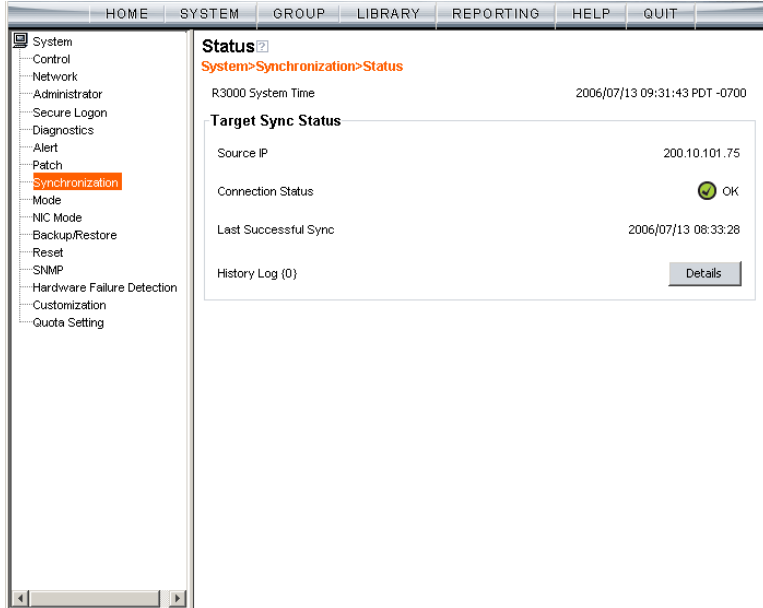 HOME SYSTEM GROUP LIBRARY REPORTING HELP QUIT
System
Control
Network
Administrator
Secure Logon
Diagnostics
Alert
Patch
Synchronization
Mode
NIC Mode
Backup/Restore
Reset
SNMP
Hardware Failure Detection
Customization
Quota Setting
Status ?
System>Synchronization>Status
R3000 System Time 2006/07/13 09:31:43 PDT -0700
Target Sync Status
Source IP 200.10.101.75
Connection Status OK
Last Successful Sync 2006/07/13 08:33:28
History Log {0} Details